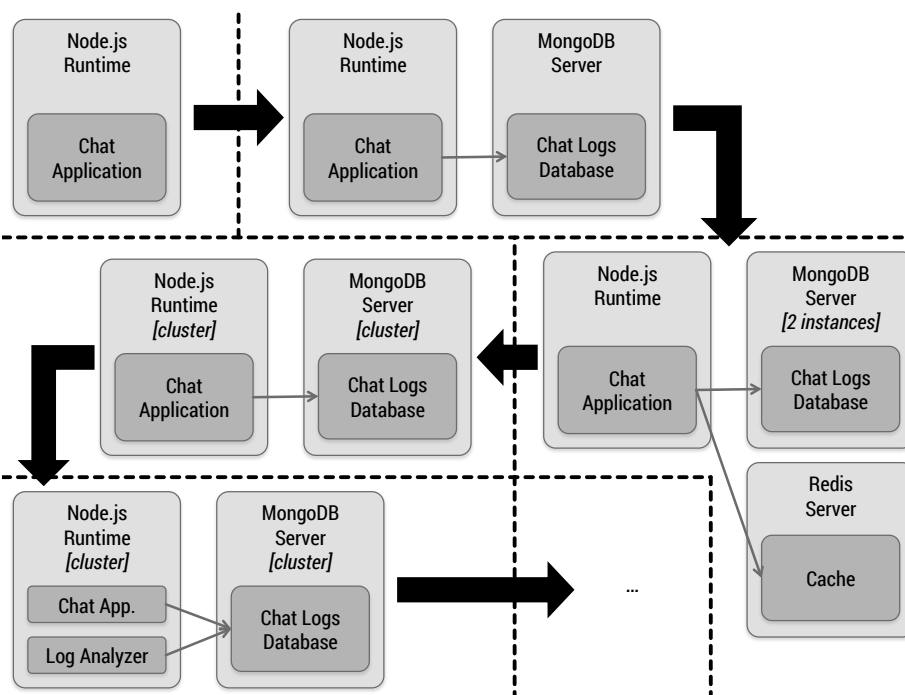 Node.js
Runtime
Chat
Application
Node.js
Runtime
Chat
Application
MongoDB
Server
Chat Logs
Database
Node.js
Runtime
Chat
Application
MongoDB
Server
[2 instances]
Chat Logs
Database
Redis
Server
Cache
Node.js
Runtime
[cluster]
Chat
Application
MongoDB
Server
[cluster]
Chat Logs
Database
Node.js
Runtime
[cluster]
Chat App.
Log Analyzer
MongoDB
Server
[cluster]
Chat Logs
Database
...